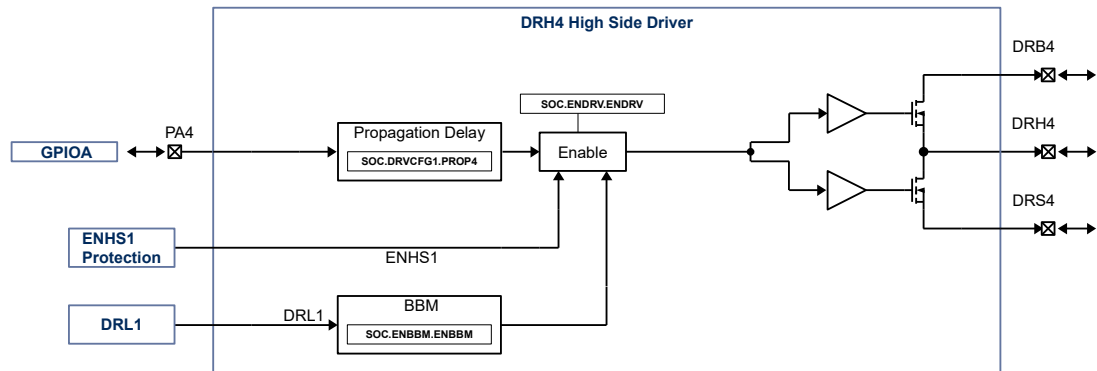 DRH4 High Side Driver
DRB4
SOC.ENDRV.ENDRV
PA4
Propagation Delay
DRH4
GPIOA
SOC.DRVCFG1.PROP4
Enable
DRS4
ENHS1
Protection
ENHS1
BBM
DRL1
DRL1
SOC.ENBBM.ENBBM